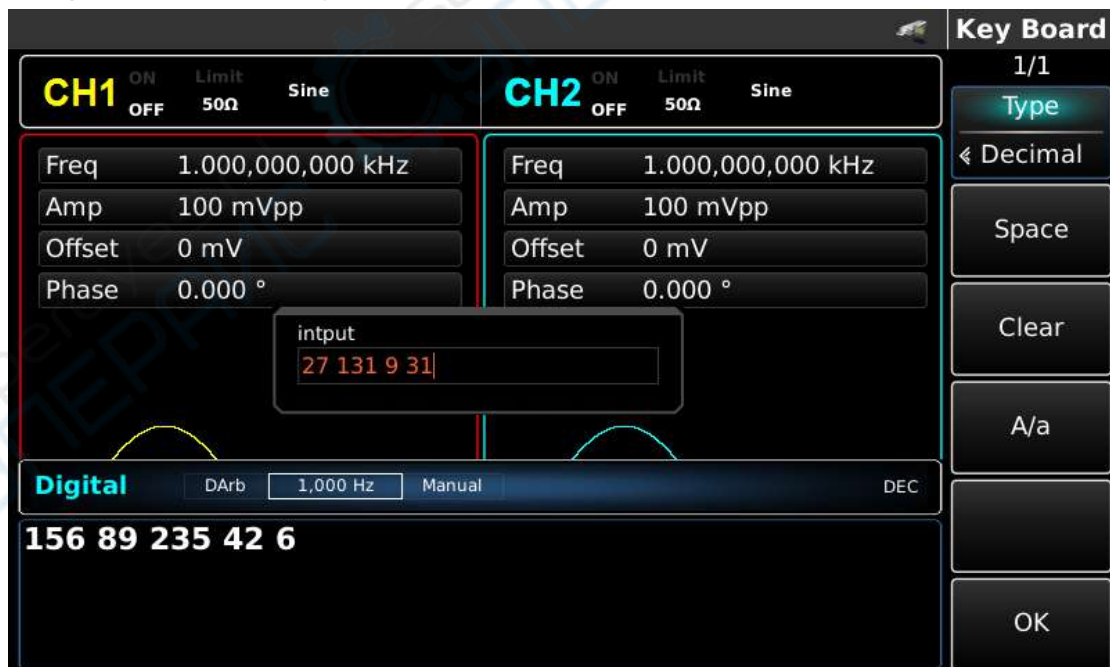 Key Board
1/1
CH1 ON OFF Limit 50Ω Sine
CH2 ON OFF Limit 50Ω Sine
Type
« Decimal
Freq 1.000,000,000 kHz
Amp 100 mVpp
Offset 0 mV
Phase 0.000 °
Freq 1.000,000,000 kHz
Amp 100 mVpp
Offset 0 mV
Phase 0.000 °
Space
Clear
intput
27 131 9 31
A/a
Digital DArb 1,000 Hz Manual DEC
156 89 235 42 6
OK